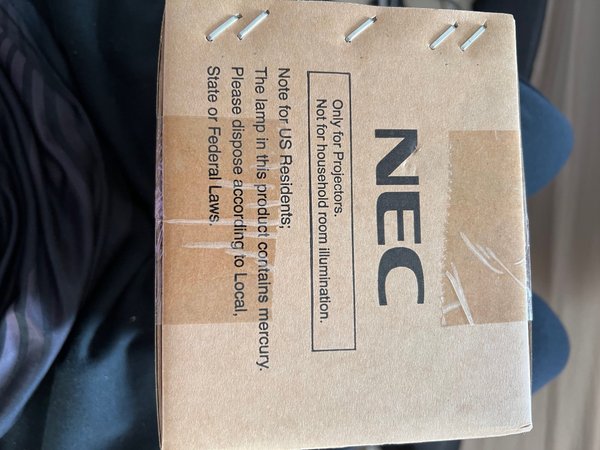 NEC
Only for Projectors.
Not for household room illumination.
Note for US Residents;
The lamp in this product contains mercury.
Please dispose according to Local,
State or Federal Laws.